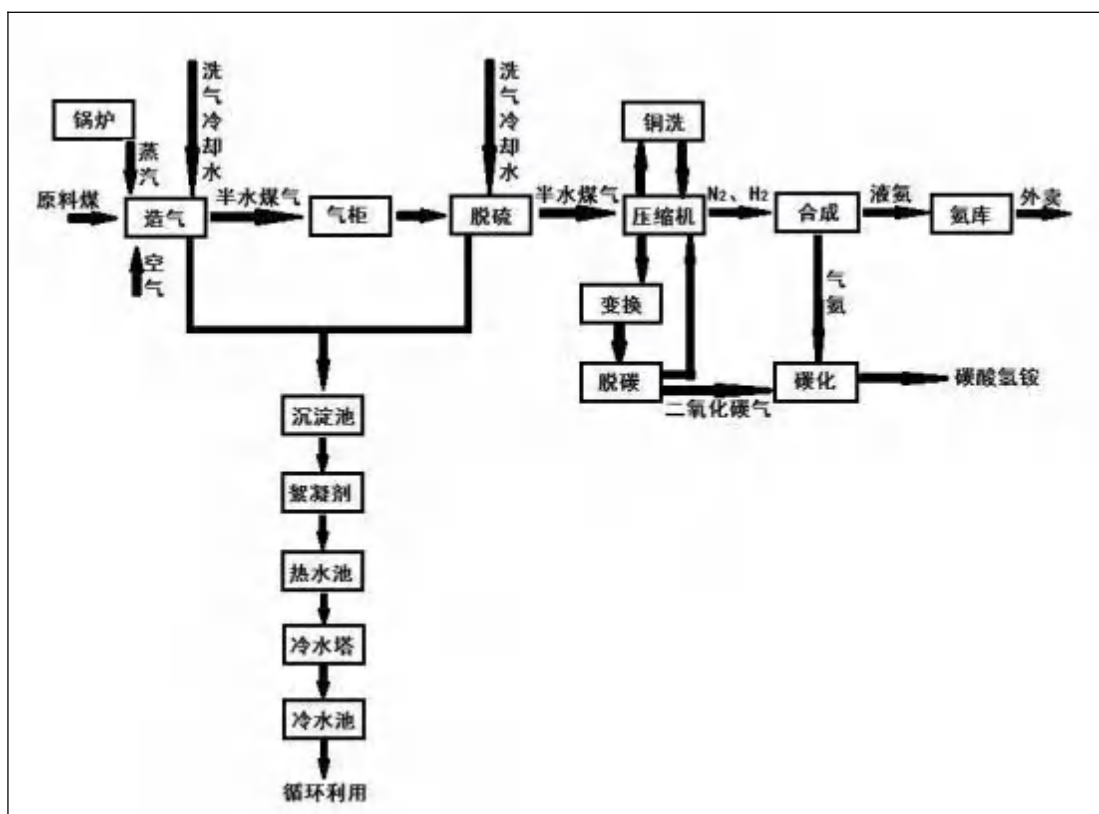 洗气冷却水
洗气冷却水
锅炉
铜洗
蒸汽
原料煤
造气
半水煤气
气柜
脱硫
半水煤气
压缩机
N₂、H₂
合成
液氨
氨库
外卖
空气
变换
气氨
脱碳
二氧化碳气
碳化
碳酸氢铵
沉淀池
絮凝剂
热水池
冷水塔
冷水池
循环利用